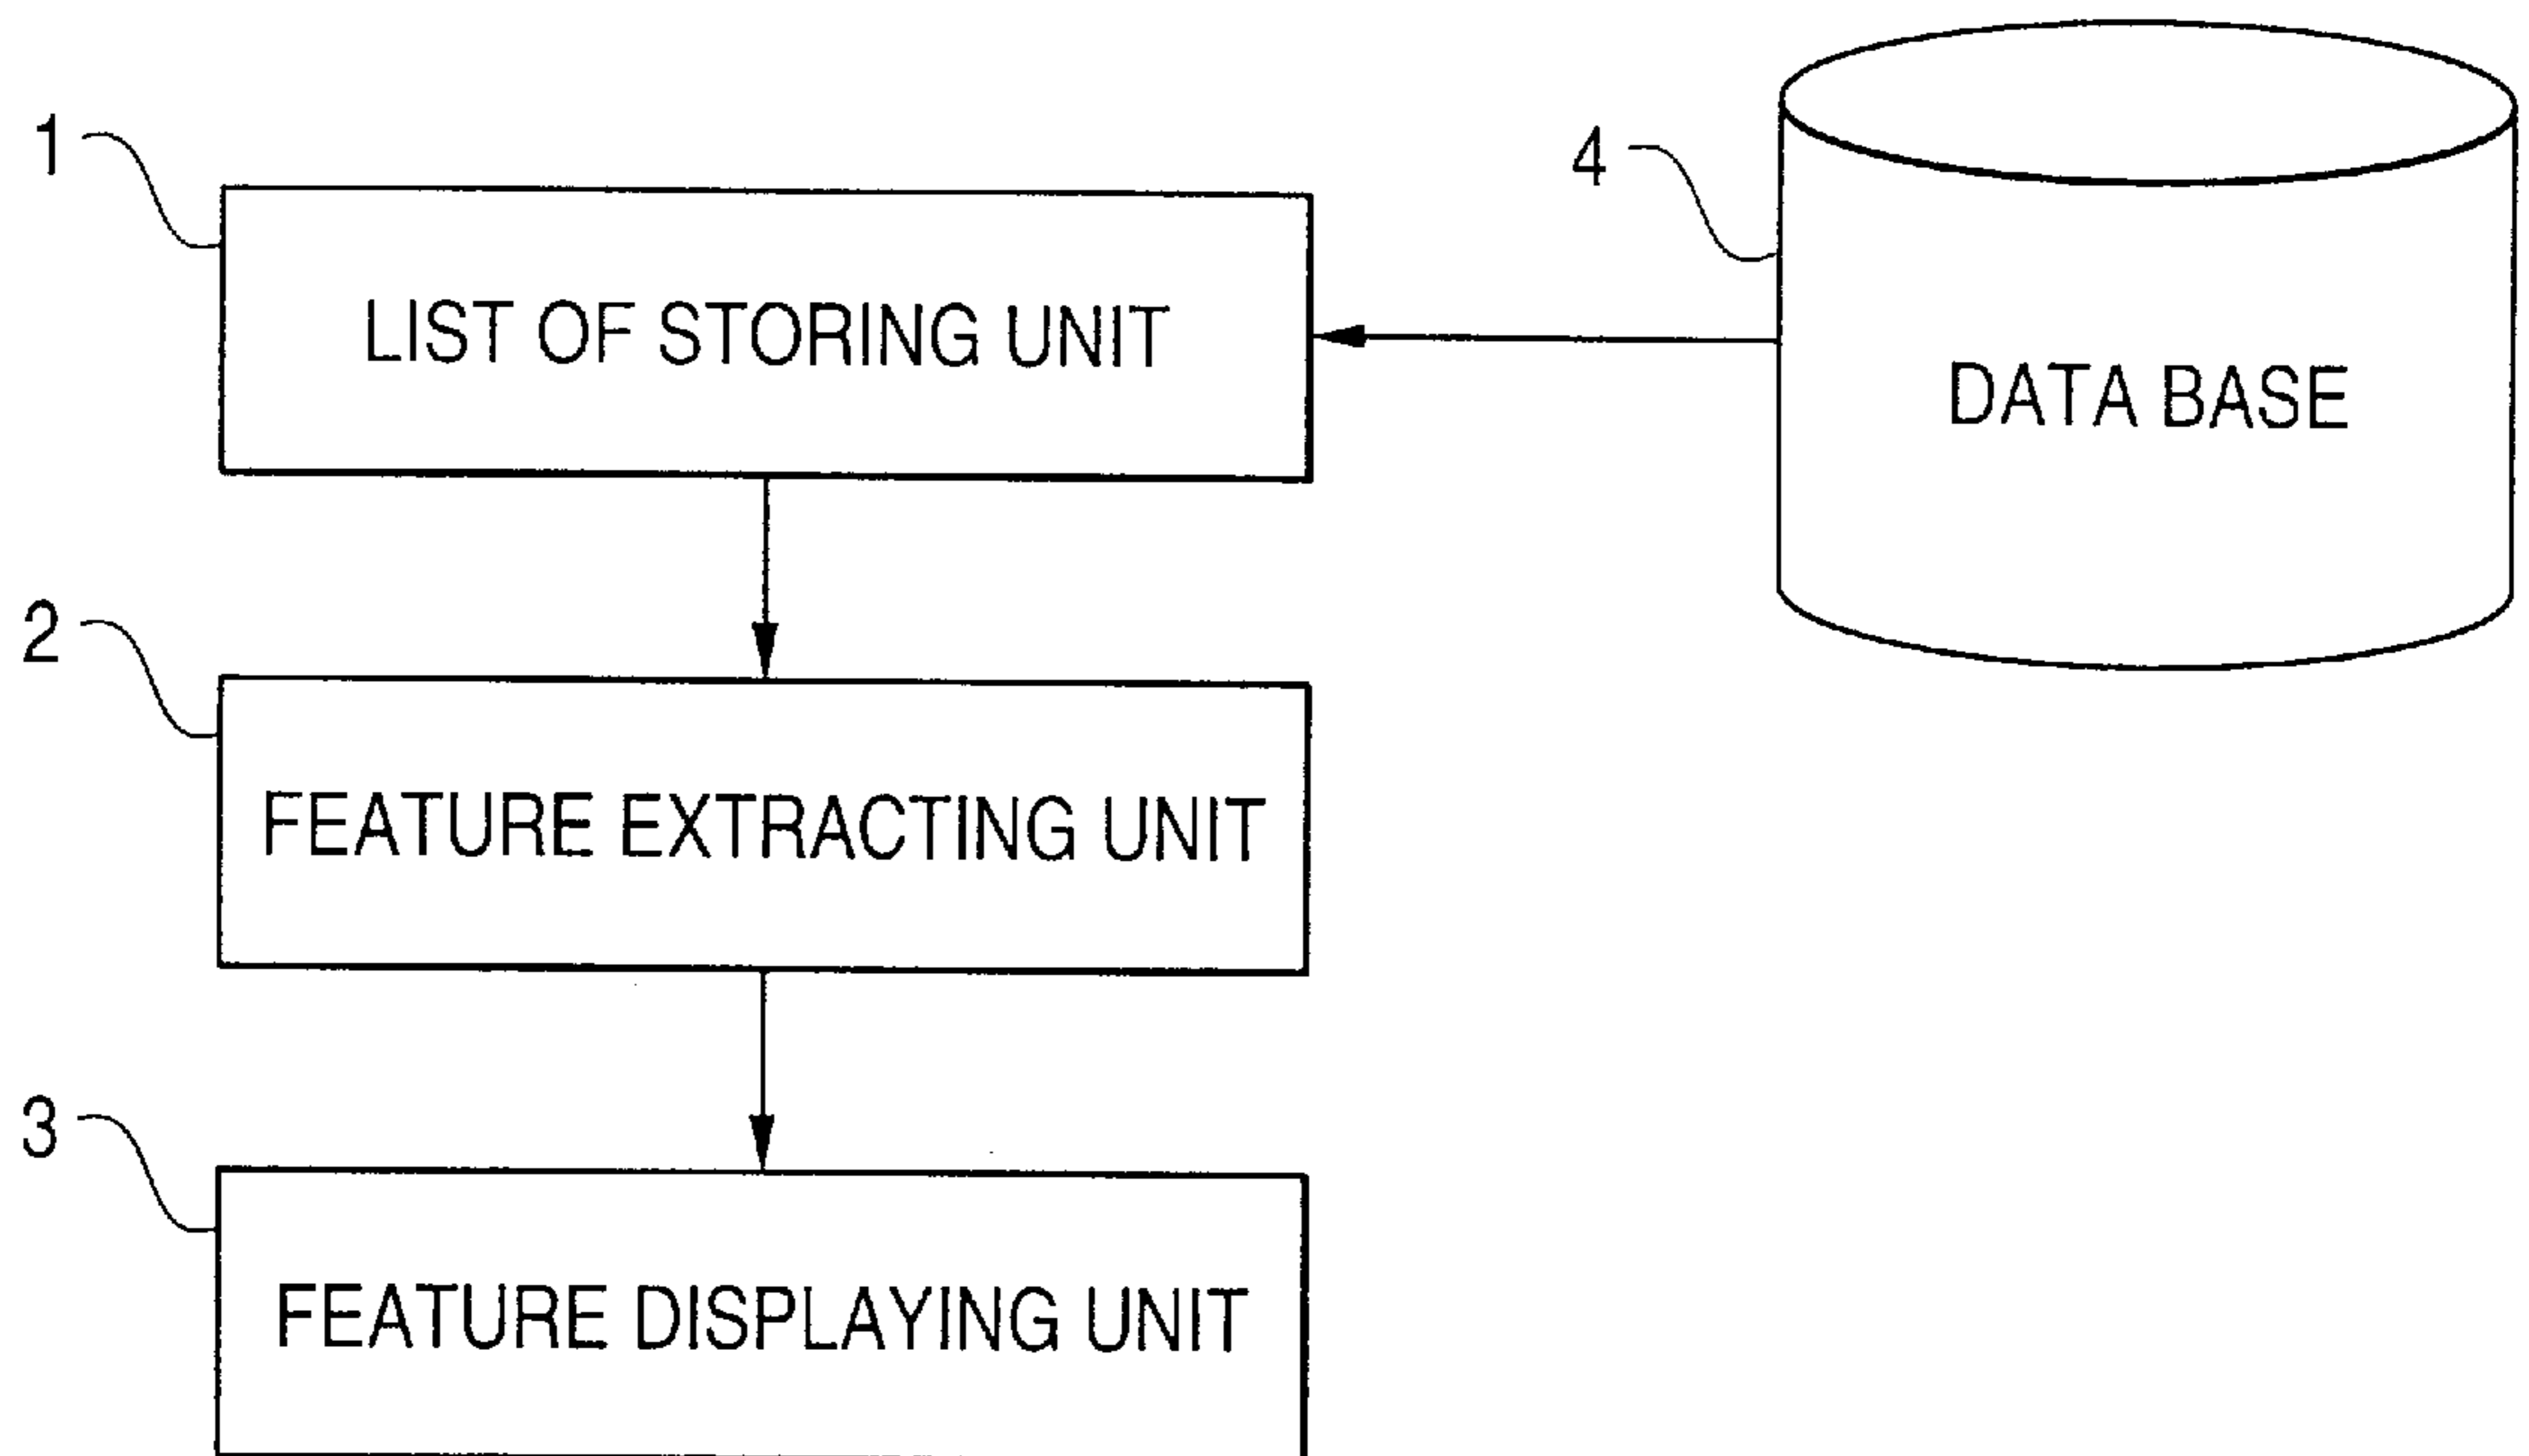 1
LIST OF STORING UNIT
4
DATA BASE
2
FEATURE EXTRACTING UNIT
3
FEATURE DISPLAYING UNIT